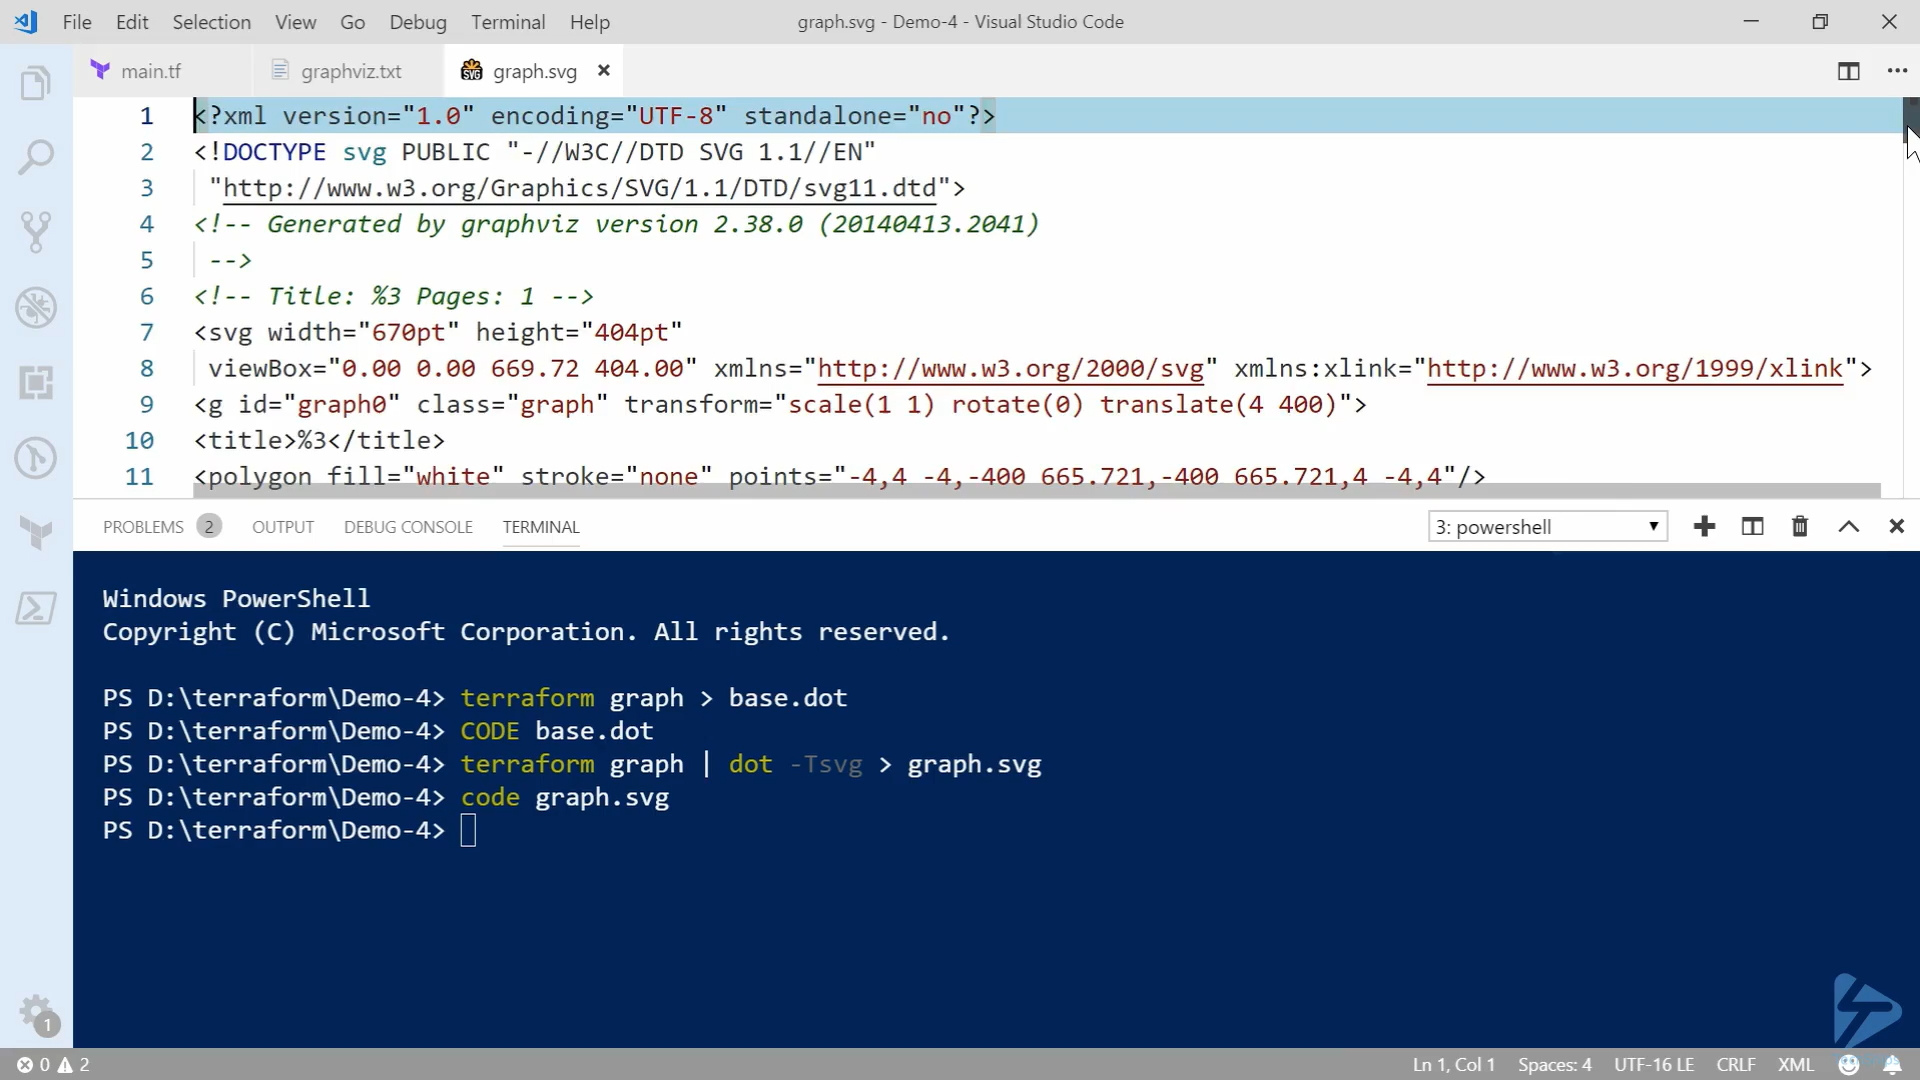 File Edit Selection View Go Debug Terminal Help graph.svg - Demo-4 - Visual Studio Code
main.tf graphviz.txt graph.svg
1 <?xml version="1.0" encoding="UTF-8" standalone="no"?>
2 <!DOCTYPE svg PUBLIC "-//W3C//DTD SVG 1.1//EN"
3 "http://www.w3.org/Graphics/SVG/1.1/DTD/svg11.dtd">
4 <!-- Generated by graphviz version 2.38.0 (20140413.2041)
5 -->
6 <!-- Title: %3 Pages: 1 -->
7 <svg width="670pt" height="404pt"
8 viewBox="0.00 0.00 669.72 404.00" xmlns="http://www.w3.org/2000/svg" xmlns:xlink="http://www.w3.org/1999/xlink">
9 <g id="graph0" class="graph" transform="scale(1 1) rotate(0) translate(4 400)">
10 <title>%3</title>
11 <polygon fill="white" stroke="none" points="-4,4 -4,-400 665.721,-400 665.721,4 -4,4"/>
PROBLEMS 2 OUTPUT DEBUG CONSOLE TERMINAL 3: powershell
Windows PowerShell
Copyright (C) Microsoft Corporation. All rights reserved.
PS D:\terraform\Demo-4> terraform graph > base.dot
PS D:\terraform\Demo-4> CODE base.dot
PS D:\terraform\Demo-4> terraform graph | dot -Tsvg > graph.svg
PS D:\terraform\Demo-4> code graph.svg
PS D:\terraform\Demo-4>
1
0 2 Ln 1, Col 1 Spaces: 4 UTF-16 LE CRLF XML